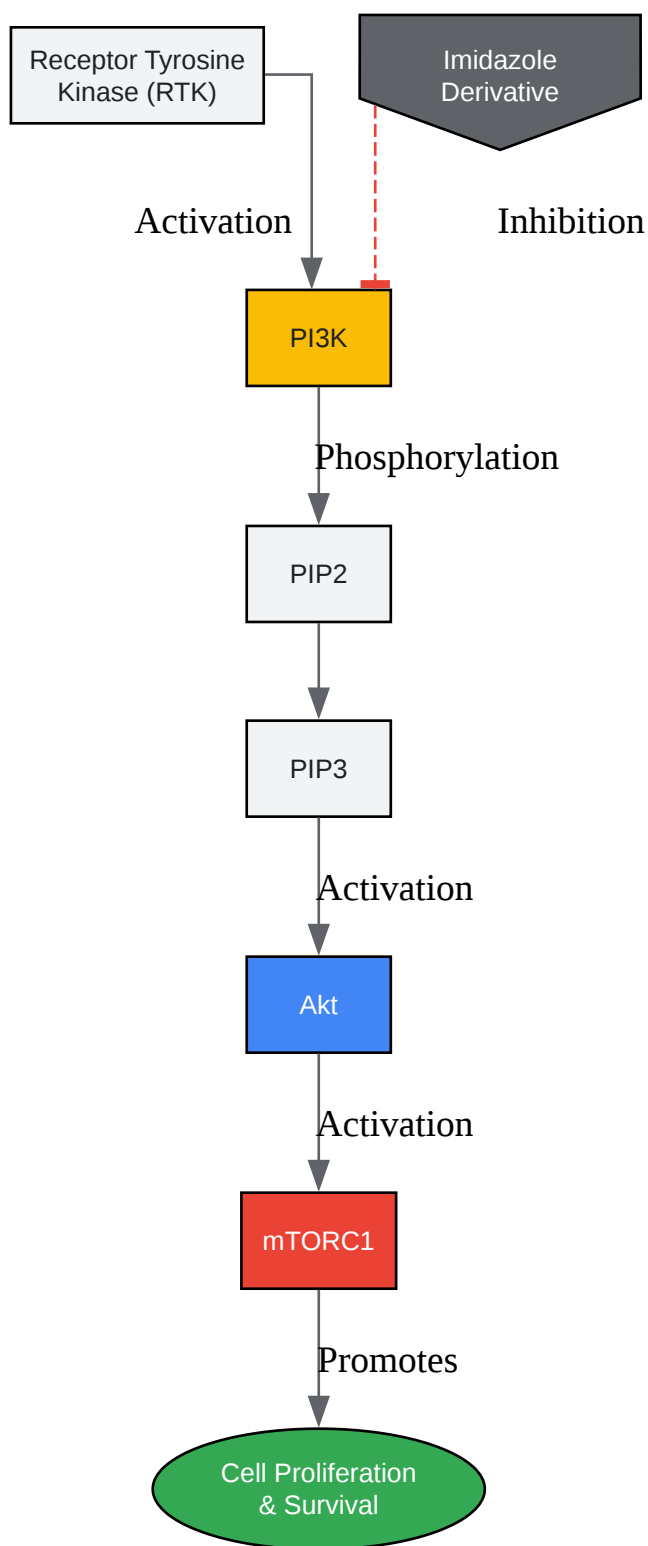 Receptor Tyrosine
Kinase (RTK)
Imidazole
Derivative
Activation
Inhibition
PI3K
Phosphorylation
PIP2
PIP3
Activation
Akt
Activation
mTORC1
Promotes
Cell Proliferation
& Survival